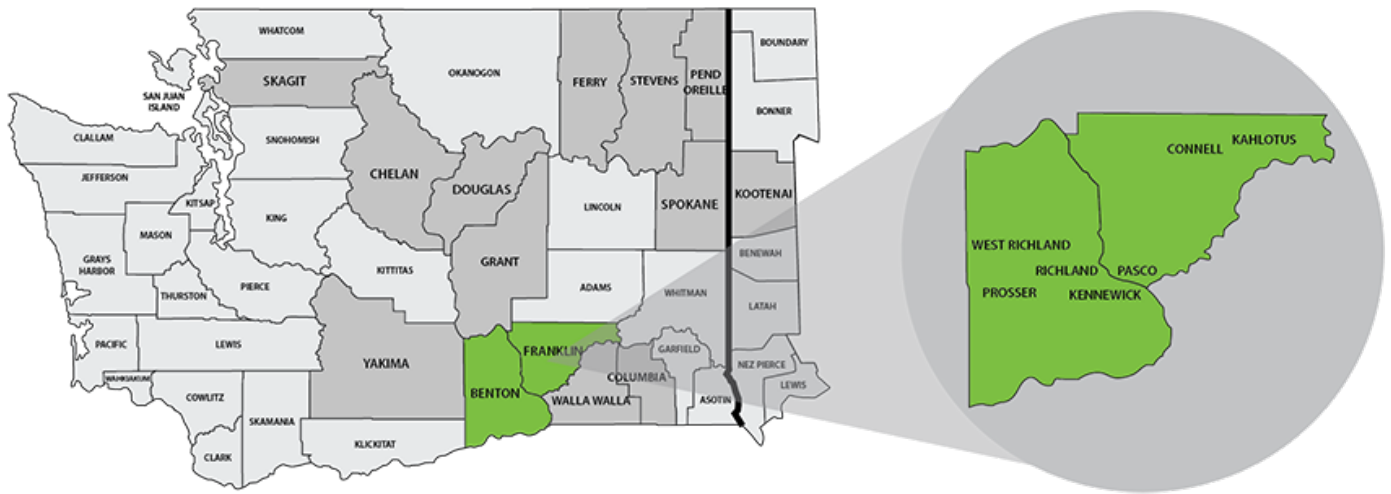 WHATCOM
SKAGIT
SAN JUAN
ISLAND
CLALLAM
SNOHOMISH
JEFFERSON
KITSAP
KING
MASON
GRAYS
HARBOR
THURSTON
PIERCE
PACIFIC
LEWIS
WAHKIAKUM
COWLITZ
SKAMANIA
CLARK
KLICKITAT
OKANOGON
CHELAN
DOUGLAS
KITTITAS
GRANT
YAKIMA
FERRY
STEVENS
PEND
OREILLE
LINCOLN
SPOKANE
ADAMS
WHITMAN
FRANKLIN
BENTON
WALLA WALLA
COLUMBIA
GARFIELD
ASOTIN
BOUNDARY
BONNER
KOOTENAI
BENEWAH
LATAH
NEZ PIERCE
LEWIS
CONNELL
KAHLOTUS
WEST RICHLAND
RICHLAND
PASCO
PROSSER
KENNEWICK